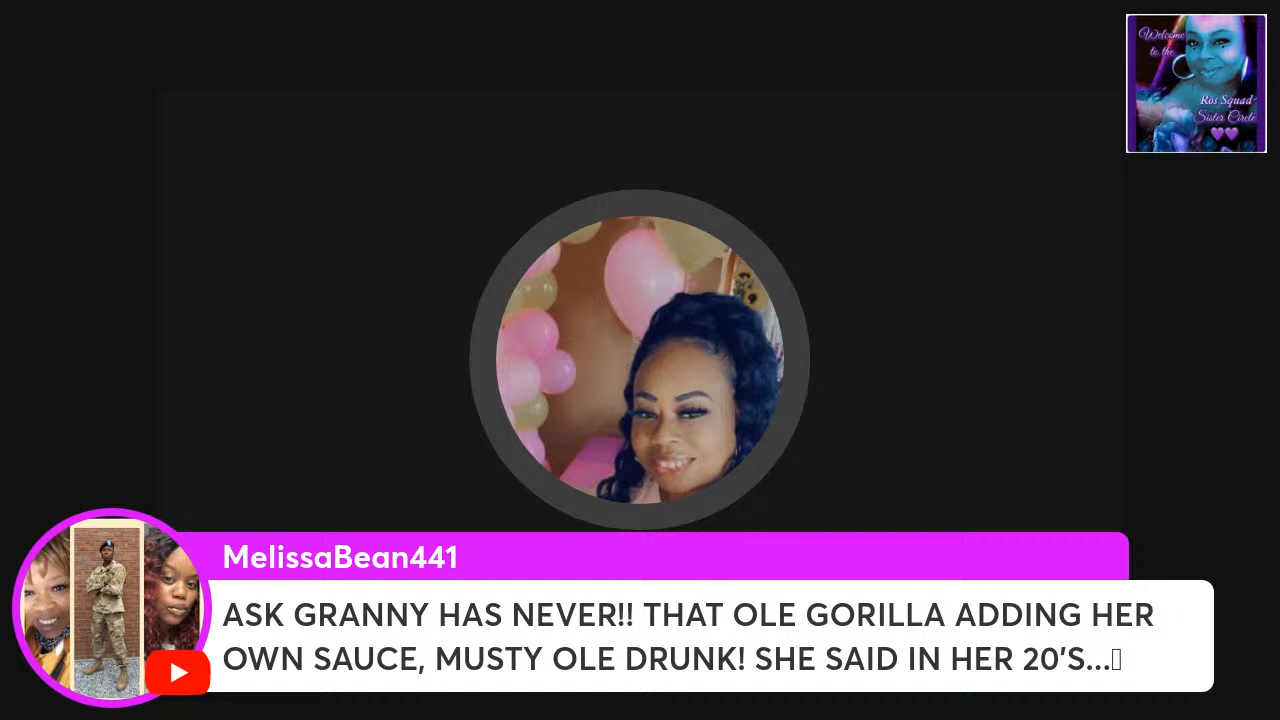 Welcome
to the
Ros Squad
Sister Circle
MelissaBean441
ASK GRANNY HAS NEVER!! THAT OLE GORILLA ADDING HER
OWN SAUCE, MUSTY OLE DRUNK! SHE SAID IN HER 20'S...